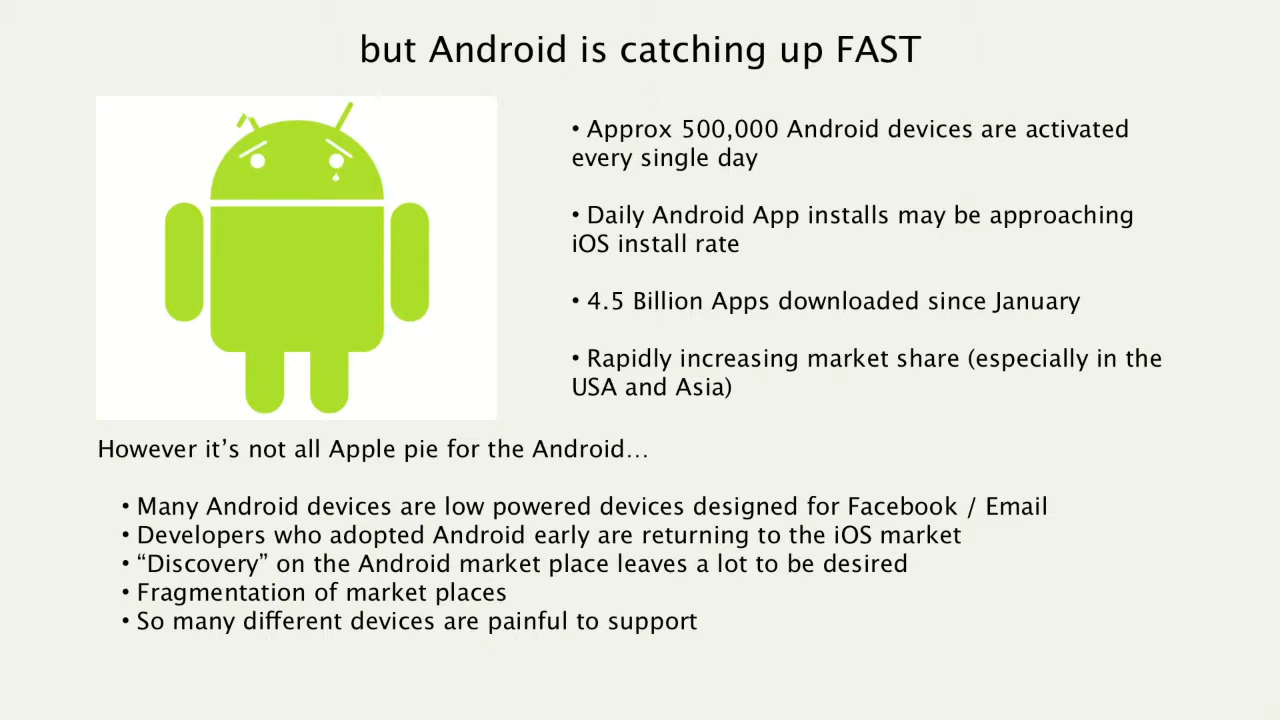 but Android is catching up FAST
• Approx 500,000 Android devices are activated
every single day
• Daily Android App installs may be approaching
iOS install rate
• 4.5 Billion Apps downloaded since January
• Rapidly increasing market share (especially in the
USA and Asia)
However it’s not all Apple pie for the Android…
• Many Android devices are low powered devices designed for Facebook / Email
• Developers who adopted Android early are returning to the iOS market
• “Discovery” on the Android market place leaves a lot to be desired
• Fragmentation of market places
• So many different devices are painful to support